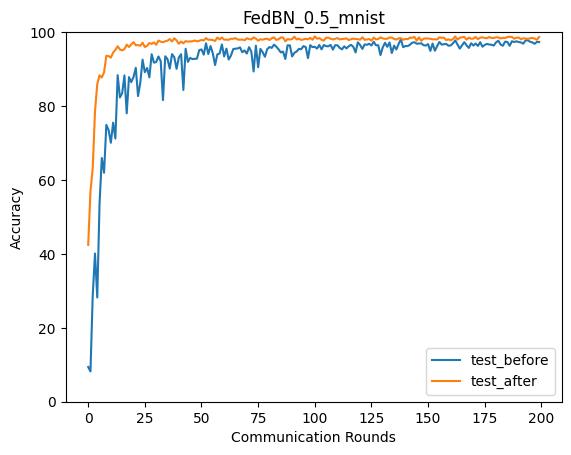 FedBN_0.5_mnist
Accuracy
100
80
60
40
20
0
0 25 50 75 100 125 150 175 200
Communication Rounds
test_before
test_after